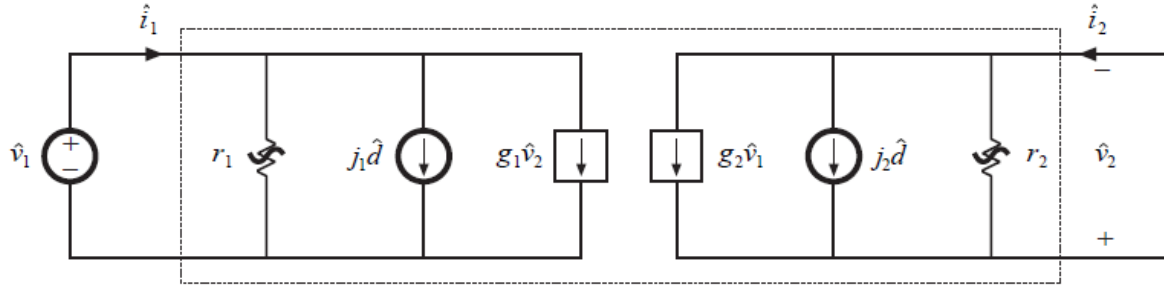 î₁ î₂
−
v̂₁ + − r₁ j₁d̂ g₁v̂₂ g₂v̂₁ j₂d̂ r₂ v̂₂
+